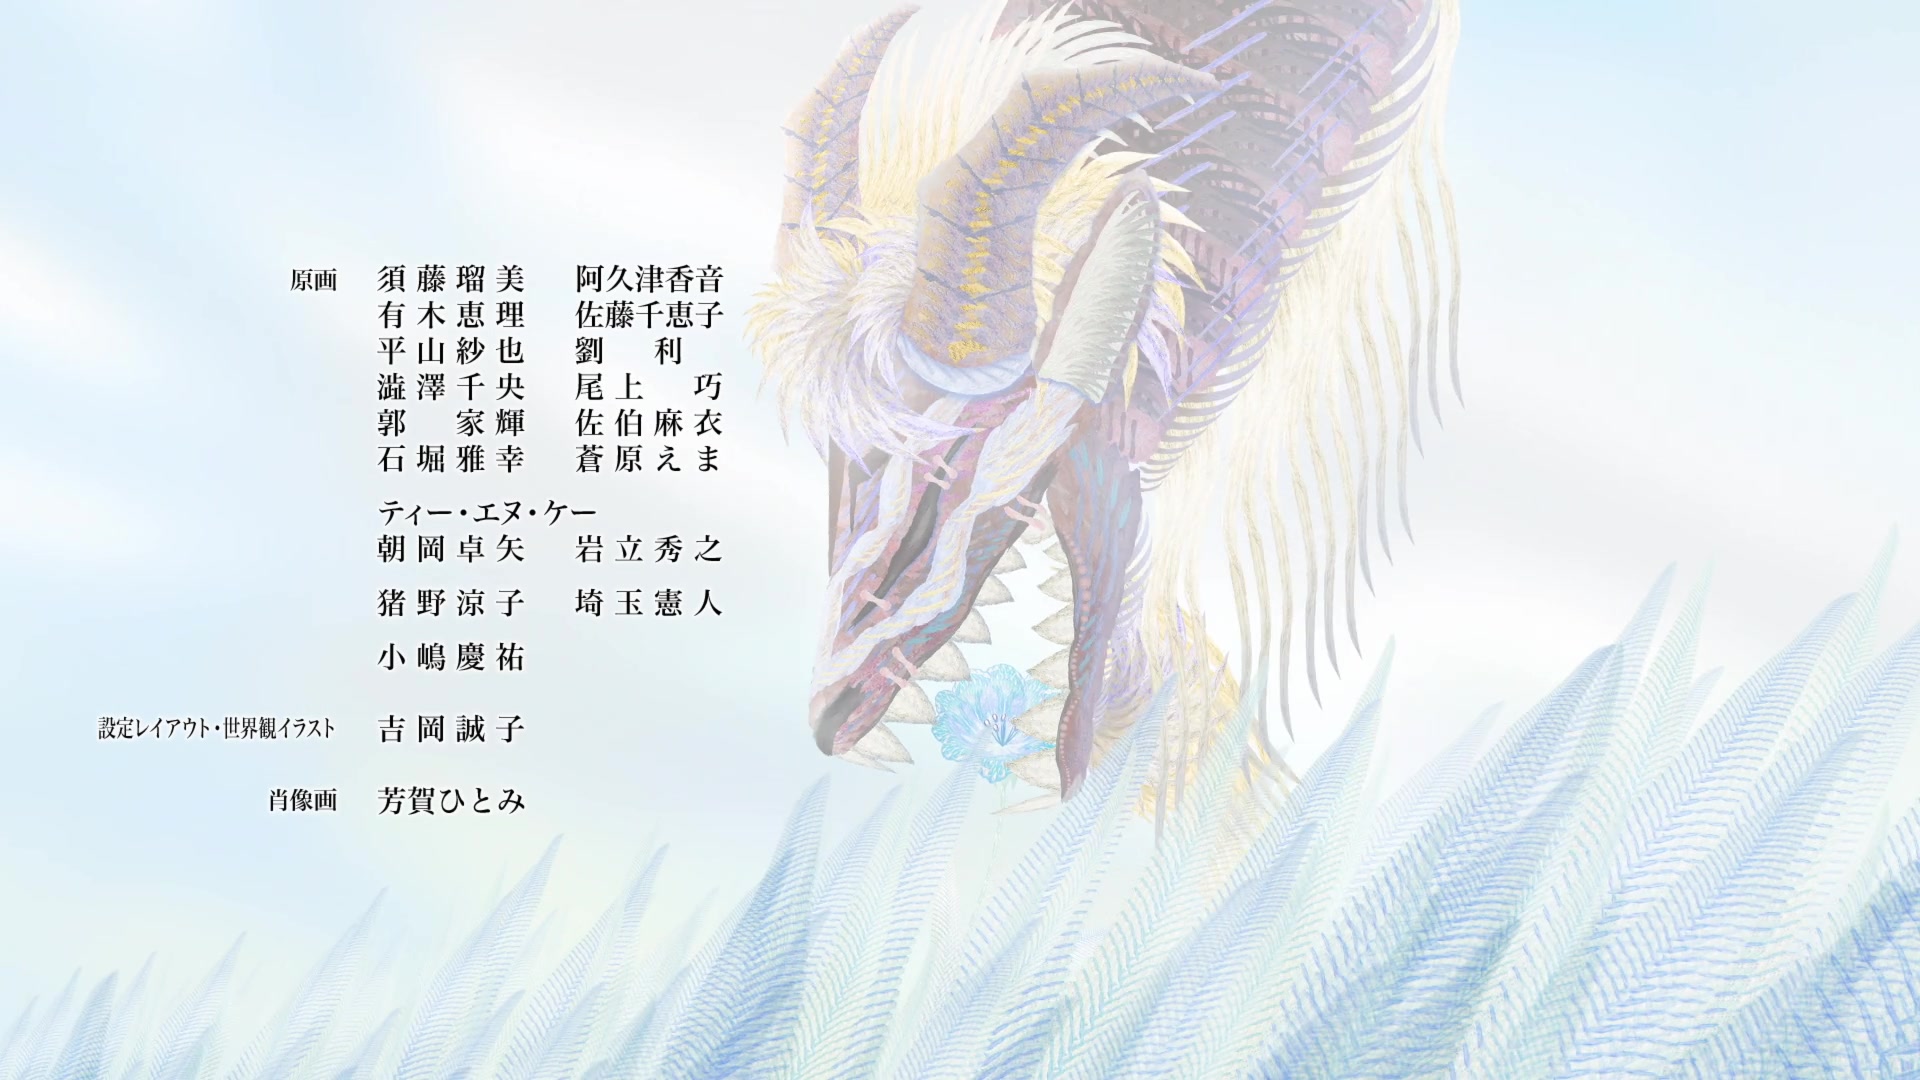 原画 須藤瑠美 阿久津香音
有木恵理 佐藤千恵子
平山紗也 劉利
澁澤千央 尾上巧
郭家輝 佐伯麻衣
石堀雅幸 蒼原えま
ティー・エヌ・ケー
朝岡卓矢 岩立秀之
猪野涼子 埼玉憲人
小嶋慶祐
設定レイアウト・世界観イラスト 吉岡誠子
肖像画 芳賀ひとみ